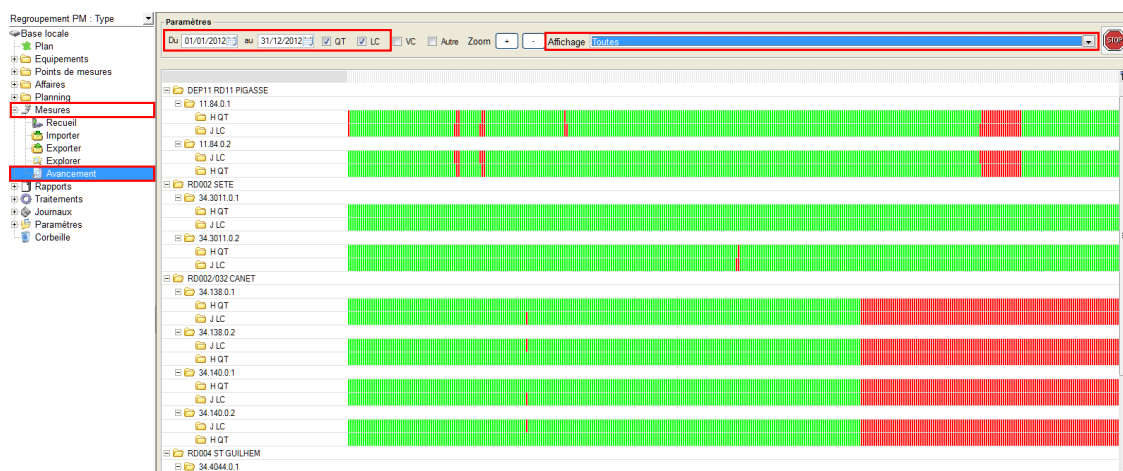 Regroupement PM : Type
Base locale
Plan
Equipements
Points de mesures
Affaires
Planning
Mesures
Recueil
Importer
Exporter
Explorer
Avancement
Rapports
Traitements
Journaux
Paramètres
Corbeille
Paramètres
Du 01/01/2012 au 31/12/2012 QT LC VC Autre Zoom + - Affichage Toutes STOP
DEP11 RD11 PIGASSE
11.84.0.1
H QT
J LC
11.84.0.2
J LC
H QT
RD002 SETE
34.3011.0.1
H QT
J LC
34.3011.0.2
H QT
J LC
RD002/032 CANET
34.138.0.1
H QT
J LC
34.138.0.2
J LC
H QT
34.140.0.1
H QT
J LC
34.140.0.2
J LC
H QT
RD004 ST GUILHEM
34.4044.0.1